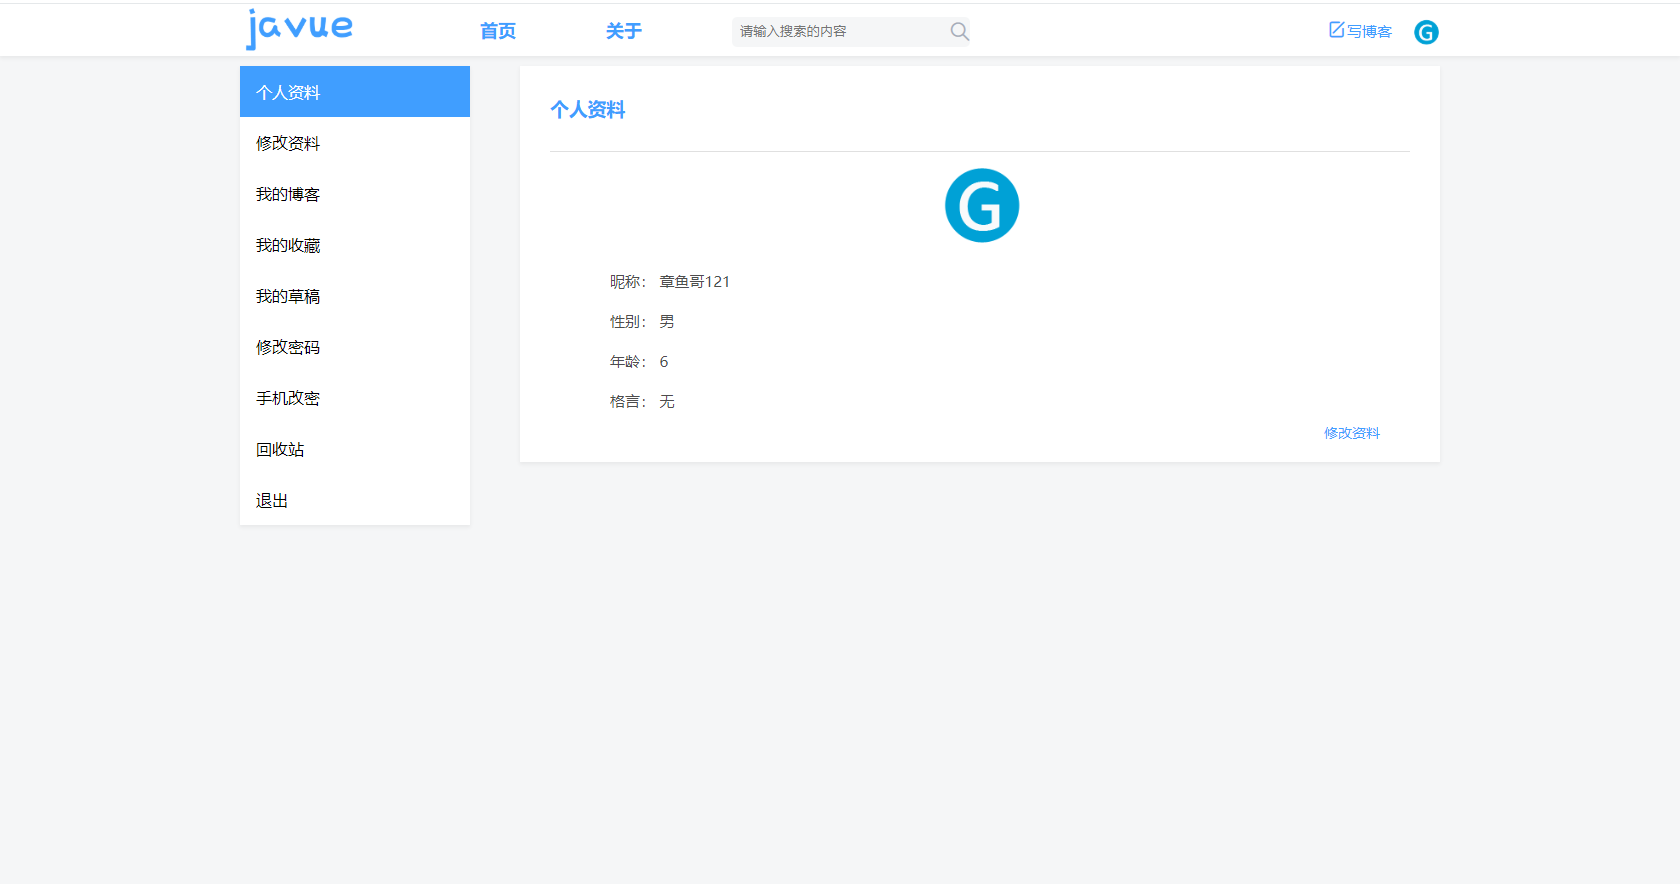 javue 首页 关于 请输入搜索的内容 写博客 G
个人资料
修改资料
我的博客
我的收藏
我的草稿
修改密码
手机改密
回收站
退出
个人资料
G
昵称： 章鱼哥121
性别： 男
年龄： 6
格言： 无
修改资料